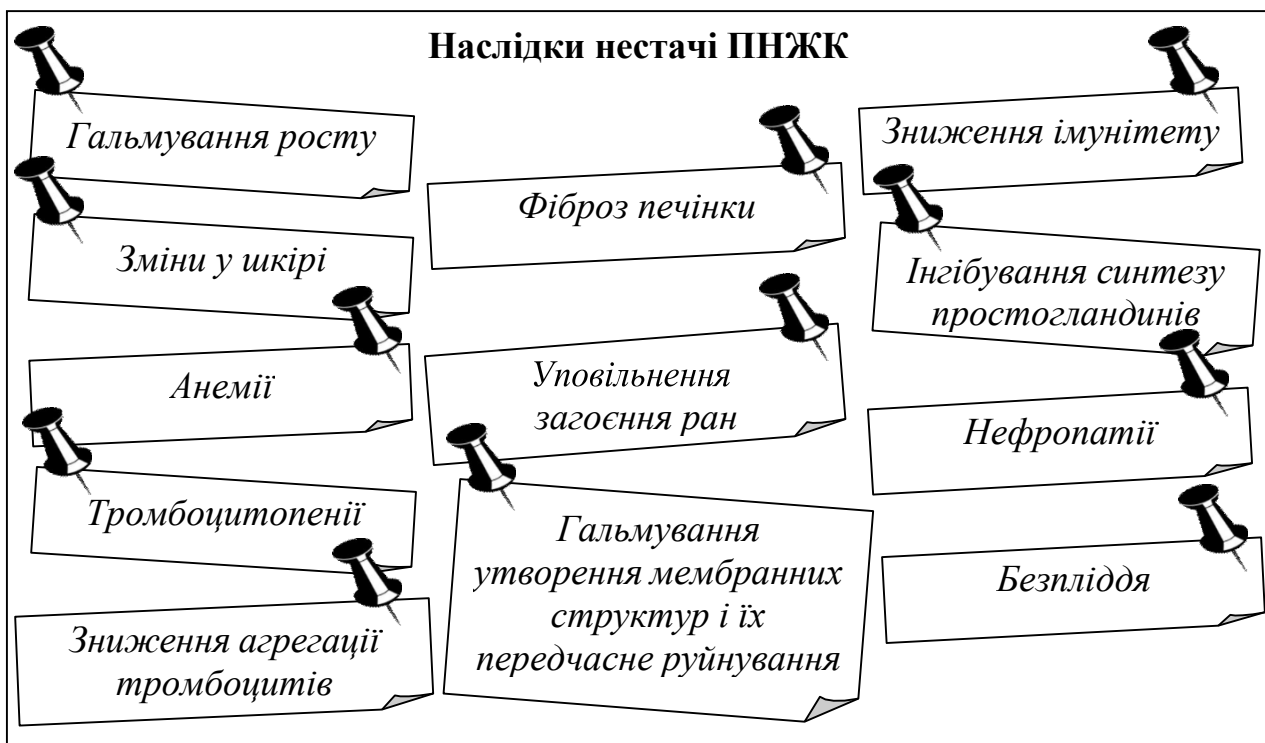 Наслідки нестачі ПНЖК
Гальмування росту
Зміни у шкірі
Анемії
Тромбоцитопенії
Зниження агрегації
тромбоцитів
Фіброз печінки
Уповільнення
загоєння ран
Гальмування
утворення мембранних
структур і їх
передчасне руйнування
Зниження імунітету
Інгібування синтезу
простогландинів
Нефропатії
Безпліддя